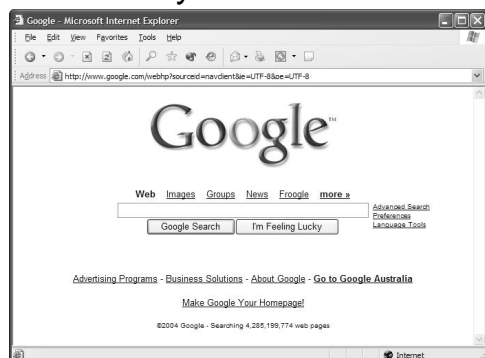 Google - Microsoft Internet Explorer
File Edit View Favorites Tools Help
Address http://www.google.com/webhp?sourceid=navclient&ie=UTF-8&oe=UTF-8
Google™
Web Images Groups News Froogle more »
Advanced Search
Preferences
Language Tools
Google Search I'm Feeling Lucky
Advertising Programs - Business Solutions - About Google - Go to Google Australia
Make Google Your Homepage!
©2004 Google - Searching 4,285,199,774 web pages
Internet